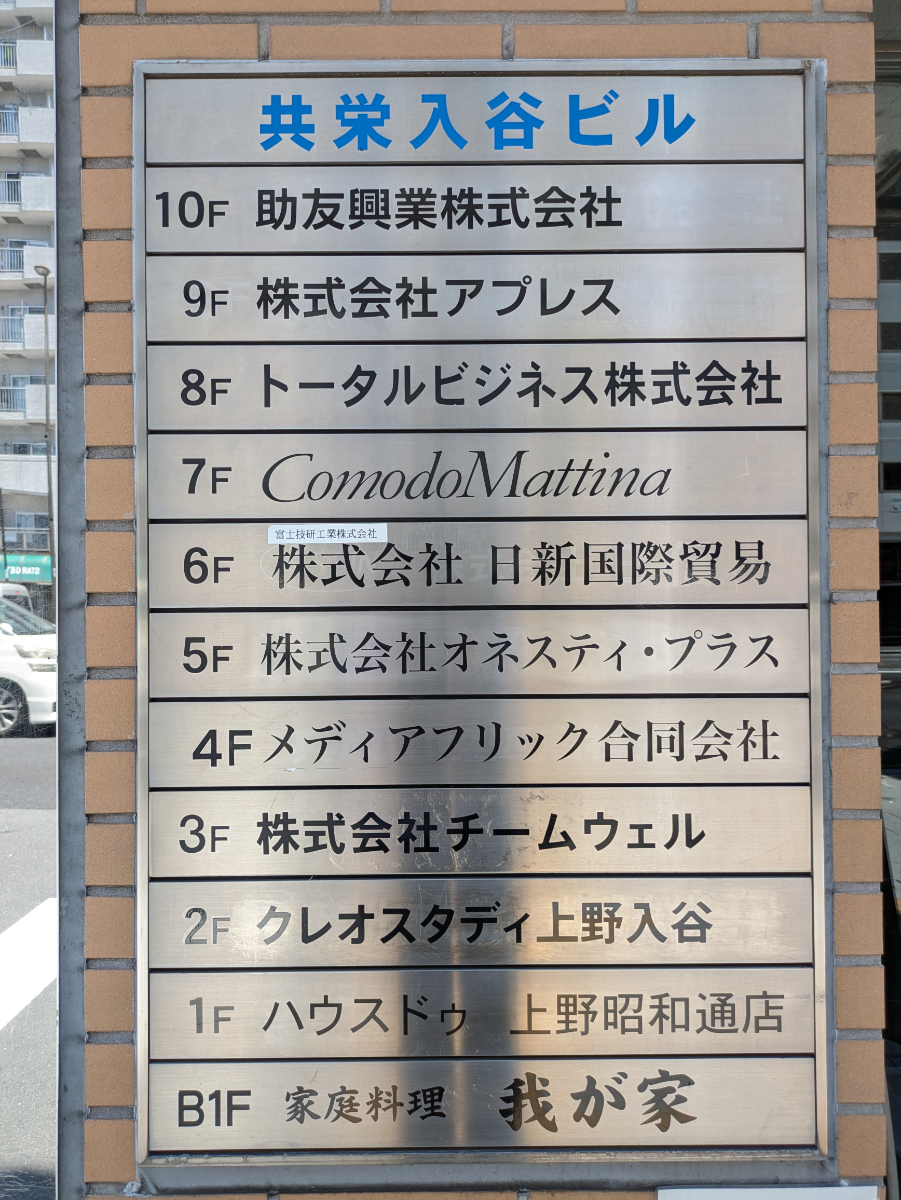 共栄入谷ビル
10F 助友興業株式会社
9F 株式会社アプレス
8F トータルビジネス株式会社
7F ComodoMattina
富士技研工業株式会社
6F 株式会社 日新国際貿易
5F 株式会社オネスティ・プラス
4F メディアフリック合同会社
3F 株式会社チームウェル
2F クレオスタディ上野入谷
1F ハウスドゥ 上野昭和通店
B1F 家庭料理 我が家